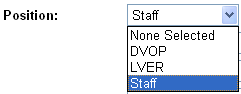 Position: Staff
None Selected
DVOP
LVER
Staff